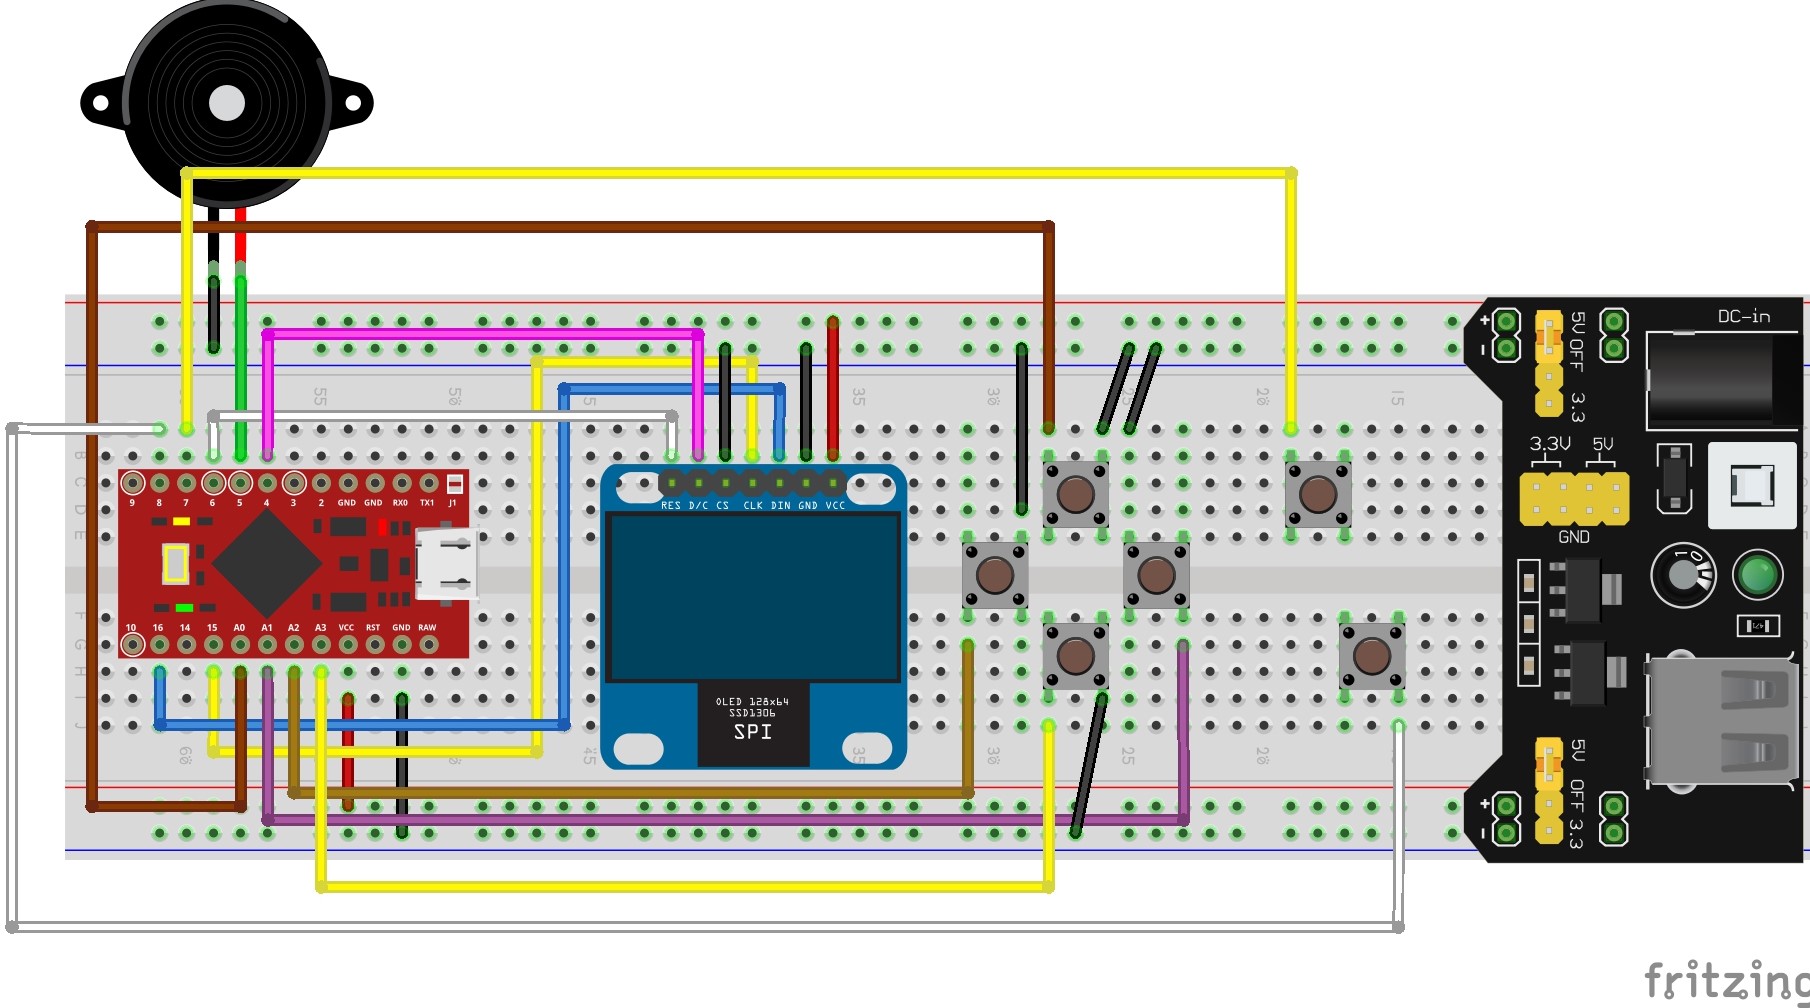 DC-in
+
-
5V OFF 3.3
55
50
35
30
25
20
15
B
C
D
E
3.3V 5V
GND
9 8 7 6 5 4 3 2 GND GND RX0 TX1 J1
RES D/C CS CLK DIN GND VCC
1 0
10 16 14 15 A0 A1 A2 A3 VCC RST GND RAW
471
F
G
H
I
J
OLED 128x64
SSD1306
SPI
60
45
35
30
25
20
5V OFF 3.3
+
-
fritzing